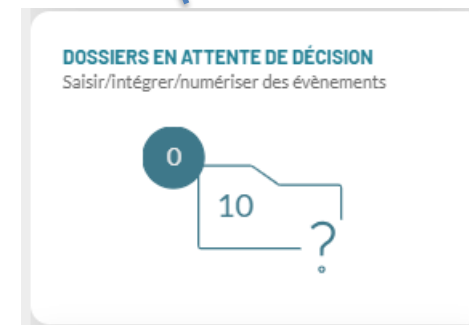 DOSSIERS EN ATTENTE DE DÉCISION
Saisir/intégrer/numériser des évènements
0
10
?